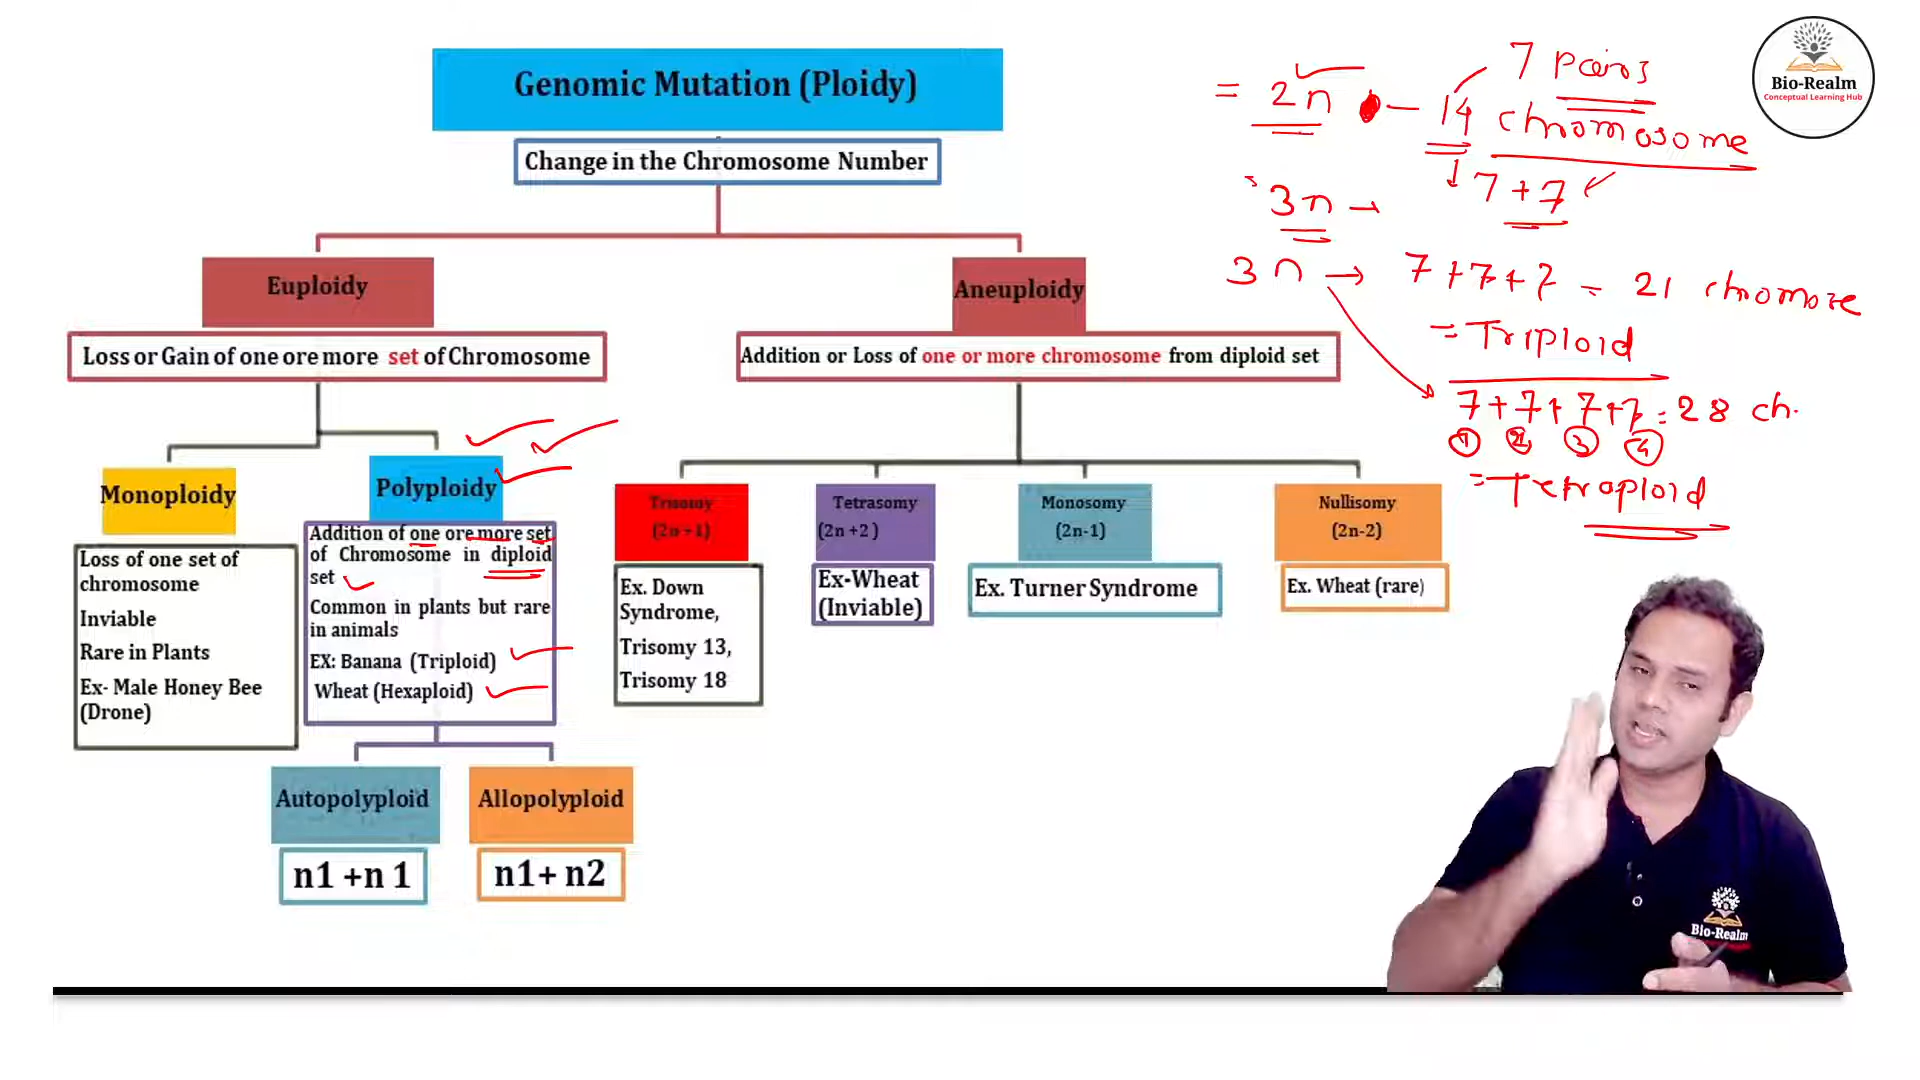 Genomic Mutation (Ploidy)
Change in the Chromosome Number
Euploidy
Loss or Gain of one ore more set of Chromosome
Aneuploidy
Addition or Loss of one or more chromosome from diploid set
Monoploidy
Loss of one set of
chromosome
Inviable
Rare in Plants
Ex- Male Honey Bee
(Drone)
Polyploidy
Addition of one ore more set
of Chromosome in diploid
set
Common in plants but rare
in animals
EX: Banana (Triploid)
Wheat (Hexaploid)
Autopolyploid
n1 +n 1
Allopolyploid
n1+ n2
Trisomy
(2n+1)
Ex. Down
Syndrome,
Trisomy 13,
Trisomy 18
Tetrasomy
(2n +2 )
Ex-Wheat
(Inviable)
Monosomy
(2n-1)
Ex. Turner Syndrome
Nullisomy
(2n-2)
Ex. Wheat (rare)
7 pairs
= 2n - 14 chromosome
7 + 7
3n →
3n → 7+7+7 = 21 chromosome
= Triploid
7+7+7+7 = 28 ch.
1 2 3 4
= Tetraploid
Bio-Realm
Conceptual Learning Hub
Bio-Realm